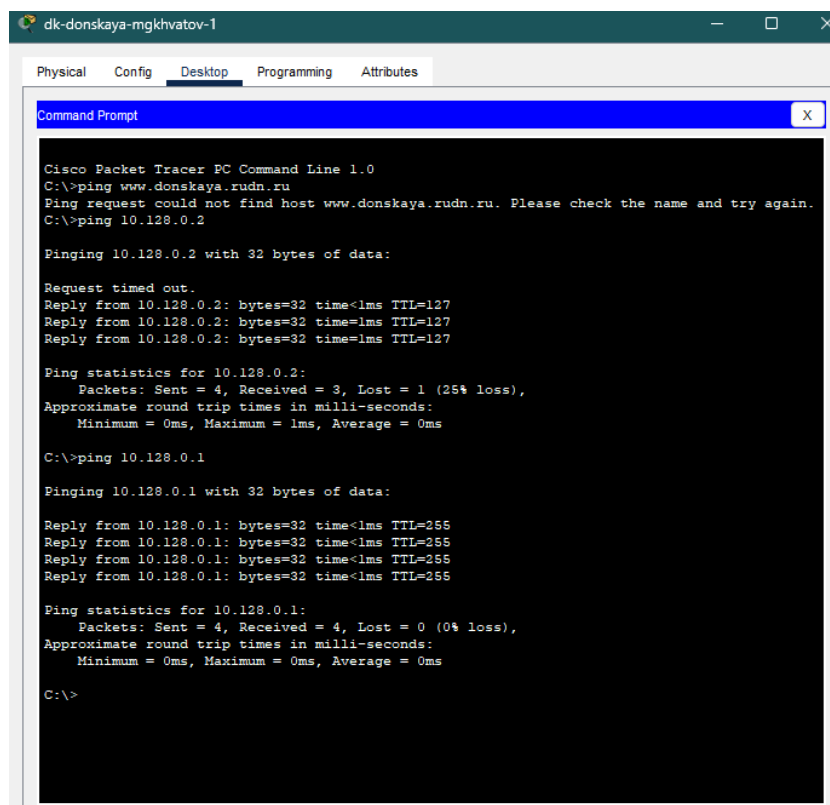 dk-donskaya-mgkhvatov-1
Physical Config Desktop Programming Attributes
Command Prompt
X
Cisco Packet Tracer PC Command Line 1.0
C:\>ping www.donskaya.rudn.ru
Ping request could not find host www.donskaya.rudn.ru. Please check the name and try again.
C:\>ping 10.128.0.2
Pinging 10.128.0.2 with 32 bytes of data:
Request timed out.
Reply from 10.128.0.2: bytes=32 time<1ms TTL=127
Reply from 10.128.0.2: bytes=32 time=1ms TTL=127
Reply from 10.128.0.2: bytes=32 time=1ms TTL=127
Ping statistics for 10.128.0.2:
Packets: Sent = 4, Received = 3, Lost = 1 (25% loss),
Approximate round trip times in milli-seconds:
Minimum = 0ms, Maximum = 1ms, Average = 0ms
C:\>ping 10.128.0.1
Pinging 10.128.0.1 with 32 bytes of data:
Reply from 10.128.0.1: bytes=32 time<1ms TTL=255
Reply from 10.128.0.1: bytes=32 time<1ms TTL=255
Reply from 10.128.0.1: bytes=32 time<1ms TTL=255
Reply from 10.128.0.1: bytes=32 time<1ms TTL=255
Ping statistics for 10.128.0.1:
Packets: Sent = 4, Received = 4, Lost = 0 (0% loss),
Approximate round trip times in milli-seconds:
Minimum = 0ms, Maximum = 0ms, Average = 0ms
C:\>